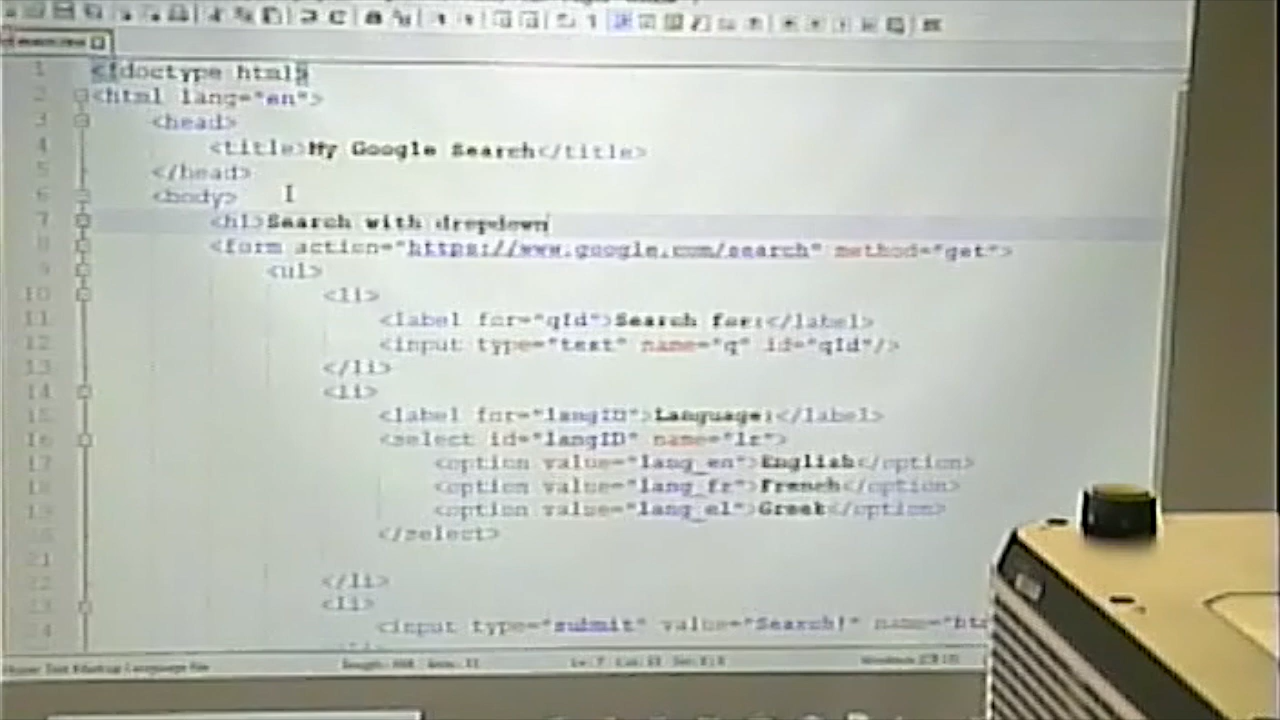 1 <!doctype html>
2 <html lang="en">
3 <head>
4 <title>My Google Search</title>
5 </head>
6 <body>
7 <h1>Search with dropdown
8 <form action="https://www.google.com/search" method="get">
9 <ul>
10 <li>
11 <label for="qId">Search for:</label>
12 <input type="text" name="q" id="qId"/>
13 </li>
14 <li>
15 <label for="langID">Language:</label>
16 <select id="langID" name="lr">
17 <option value="lang_en">English</option>
18 <option value="lang_fr">French</option>
19 <option value="lang_el">Greek</option>
20 </select>
21
22 </li>
23 <li>
24 <input type="submit" value="Search!" name="bt